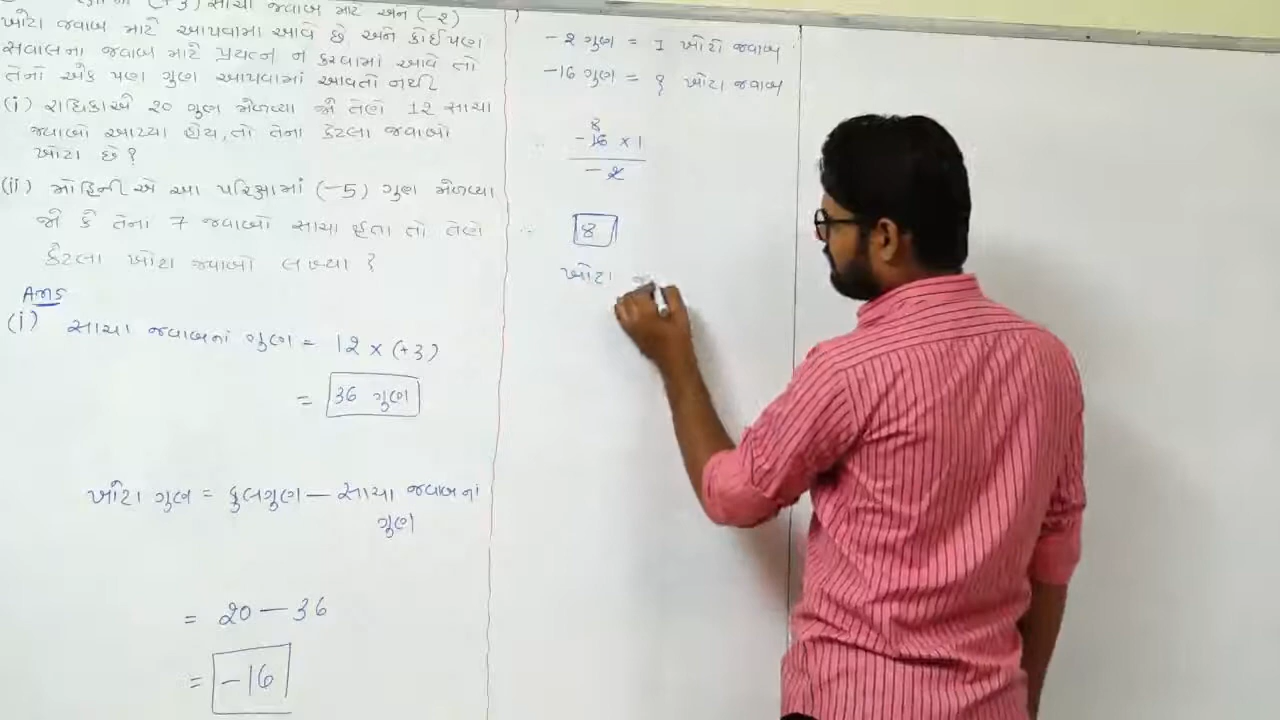 (+3) સાચા જવાબ માટે અને (−2)
ખોટા જવાબ માટે આપવામાં આવે છે અને કોઈપણ
સવાલના જવાબ માટે પ્રયત્ન ન કરવામાં આવે તો
તેનો એક પણ ગુણ આપવામાં આવતો નથી
(i) રાધિકાએ 20 ગુણ મેળવ્યા જો તેણે 12 સાચા
જવાબો આપ્યા હોય, તો તેના કેટલા જવાબો
ખોટા છે?
(ii) મોહિની એ આ પરિક્ષામાં (−5) ગુણ મેળવ્યા
જો કે તેના 7 જવાબો સાચા હતા તો તેણે
કેટલા ખોટા જવાબો લખ્યા ?
Ans
(i) સાચા જવાબનાં ગુણ = 12 × (+3)
= 36 ગુણ
ખોટા ગુણ = કુલગુણ − સાચા જવાબનાં
ગુણ
= 20 − 36
= −16
−2 ગુણ = 1 ખોટો જવાબ
−16 ગુણ = ? ખોટા જવાબ
8
∴ −16 × 1
−2
∴ 8
ખોટા